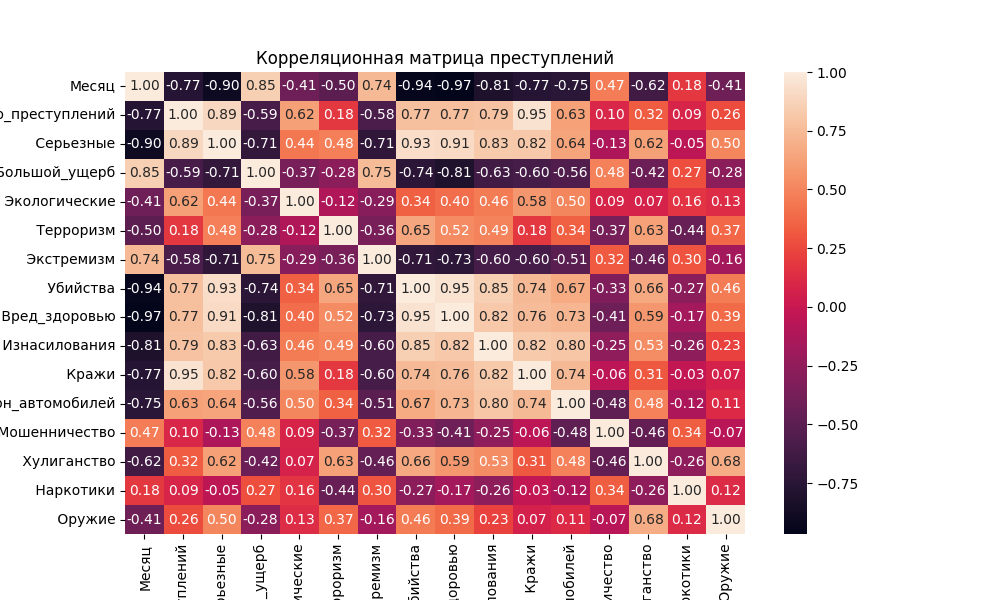 Корреляционная матрица преступлений
Месяц 1.00 -0.77 -0.90 0.85 -0.41 -0.50 0.74 -0.94 -0.97 -0.81 -0.77 -0.75 0.47 -0.62 0.18 -0.41
о_преступлений -0.77 1.00 0.89 -0.59 0.62 0.18 -0.58 0.77 0.77 0.79 0.95 0.63 0.10 0.32 0.09 0.26
Серьезные -0.90 0.89 1.00 -0.71 0.44 0.48 -0.71 0.93 0.91 0.83 0.82 0.64 -0.13 0.62 -0.05 0.50
Большой_ущерб 0.85 -0.59 -0.71 1.00 -0.37 -0.28 0.75 -0.74 -0.81 -0.63 -0.60 -0.56 0.48 -0.42 0.27 -0.28
Экологические -0.41 0.62 0.44 -0.37 1.00 -0.12 -0.29 0.34 0.40 0.46 0.58 0.50 0.09 0.07 0.16 0.13
Терроризм -0.50 0.18 0.48 -0.28 -0.12 1.00 -0.36 0.65 0.52 0.49 0.18 0.34 -0.37 0.63 -0.44 0.37
Экстремизм 0.74 -0.58 -0.71 0.75 -0.29 -0.36 1.00 -0.71 -0.73 -0.60 -0.60 -0.51 0.32 -0.46 0.30 -0.16
Убийства -0.94 0.77 0.93 -0.74 0.34 0.65 -0.71 1.00 0.95 0.85 0.74 0.67 -0.33 0.66 -0.27 0.46
Вред_здоровью -0.97 0.77 0.91 -0.81 0.40 0.52 -0.73 0.95 1.00 0.82 0.76 0.73 -0.41 0.59 -0.17 0.39
Изнасилования -0.81 0.79 0.83 -0.63 0.46 0.49 -0.60 0.85 0.82 1.00 0.82 0.80 -0.25 0.53 -0.26 0.23
Кражи -0.77 0.95 0.82 -0.60 0.58 0.18 -0.60 0.74 0.76 0.82 1.00 0.74 -0.06 0.31 -0.03 0.07
он_автомобилей -0.75 0.63 0.64 -0.56 0.50 0.34 -0.51 0.67 0.73 0.80 0.74 1.00 -0.48 0.48 -0.12 0.11
Мошенничество 0.47 0.10 -0.13 0.48 0.09 -0.37 0.32 -0.33 -0.41 -0.25 -0.06 -0.48 1.00 -0.46 0.34 -0.07
Хулиганство -0.62 0.32 0.62 -0.42 0.07 0.63 -0.46 0.66 0.59 0.53 0.31 0.48 -0.46 1.00 -0.26 0.68
Наркотики 0.18 0.09 -0.05 0.27 0.16 -0.44 0.30 -0.27 -0.17 -0.26 -0.03 -0.12 0.34 -0.26 1.00 0.12
Оружие -0.41 0.26 0.50 -0.28 0.13 0.37 -0.16 0.46 0.39 0.23 0.07 0.11 -0.07 0.68 0.12 1.00
Месяц
туплений
рьезные
_ущерб
ические
рроризм
ремизм
бийства
доровью
лования
Кражи
мобилей
ичество
ганство
ркотики
Оружие
1.00
0.75
0.50
0.25
0.00
−0.25
−0.50
−0.75